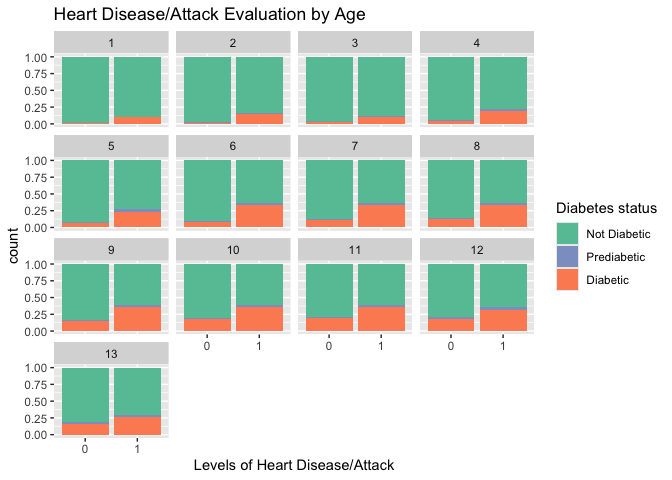 Heart Disease/Attack Evaluation by Age
1 2 3 4
1.00
0.75
0.50
0.25
0.00
5 6 7 8
1.00
0.75
0.50
0.25
0.00
9 10 11 12
1.00
0.75
0.50
0.25
0.00
0 1 0 1 0 1
13
1.00
0.75
0.50
0.25
0.00
0 1
count
Levels of Heart Disease/Attack
Diabetes status
Not Diabetic
Prediabetic
Diabetic